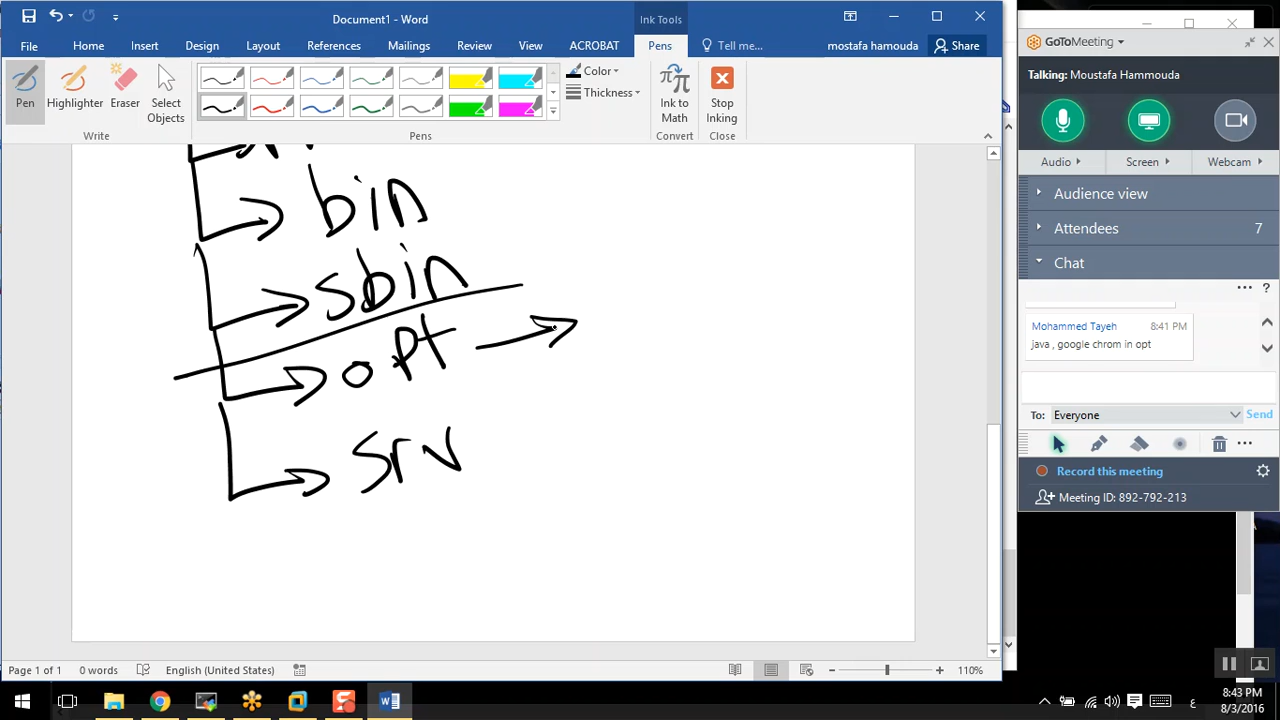 Document1 - Word
Ink Tools
File
Home
Insert
Design
Layout
References
Mailings
Review
View
ACROBAT
Pens
Tell me...
mostafa hamouda
Share
Pen
Highlighter
Eraser
Select
Objects
Color
Thickness
Ink to
Math
Stop
Inking
Write
Pens
Convert
Close
bin
sbin
opt
srv
Page 1 of 1
0 words
English (United States)
110%
GoToMeeting
Talking: Moustafa Hammouda
Audio
Screen
Webcam
Audience view
Attendees
7
Chat
?
Mohammed Tayeh
8:41 PM
java , google chrom in opt
To:
Everyone
Send
Record this meeting
Meeting ID: 892-792-213
ع
8:43 PM
8/3/2016